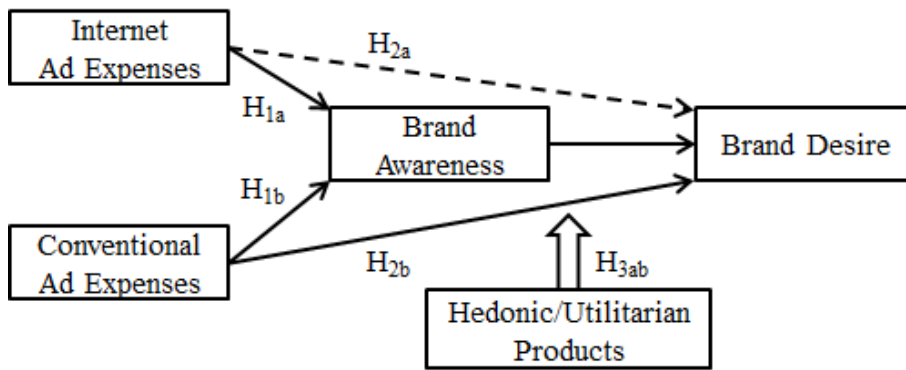 Internet
Ad Expenses
H2a
H1a
Brand
Awareness
Brand Desire
H1b
Conventional
Ad Expenses
H2b
H3ab
Hedonic/Utilitarian
Products